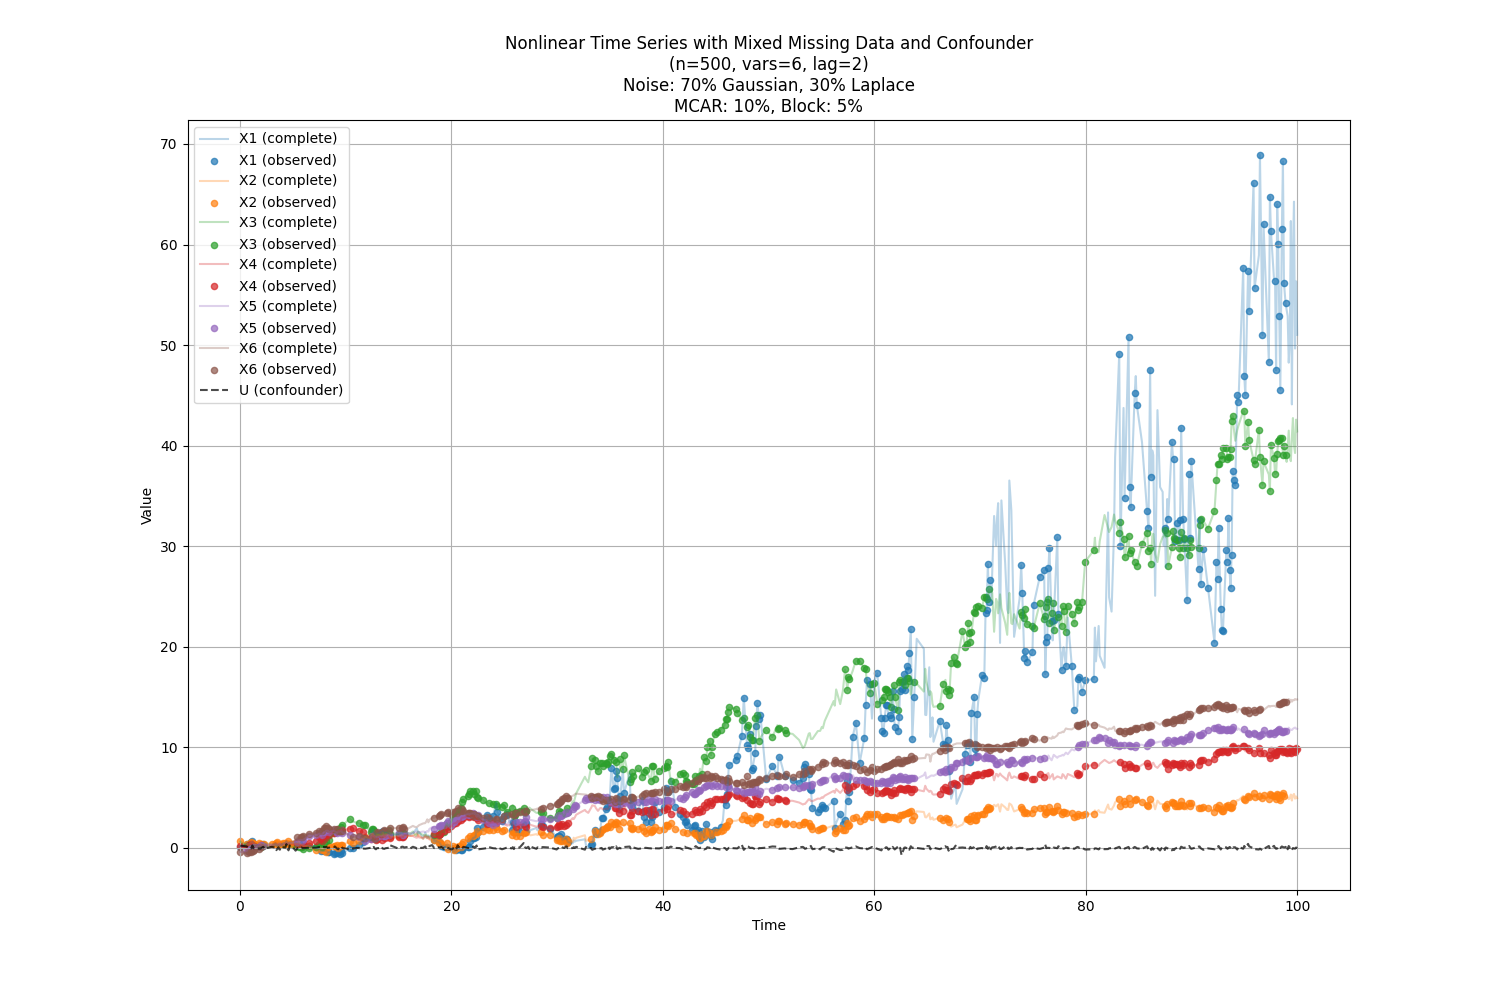 Nonlinear Time Series with Mixed Missing Data and Confounder
(n=500, vars=6, lag=2)
Noise: 70% Gaussian, 30% Laplace
MCAR: 10%, Block: 5%
X1 (complete)
X1 (observed)
X2 (complete)
X2 (observed)
X3 (complete)
X3 (observed)
X4 (complete)
X4 (observed)
X5 (complete)
X5 (observed)
X6 (complete)
X6 (observed)
U (confounder)
70
60
50
40
30
20
10
0
Value
0 20 40 60 80 100
Time